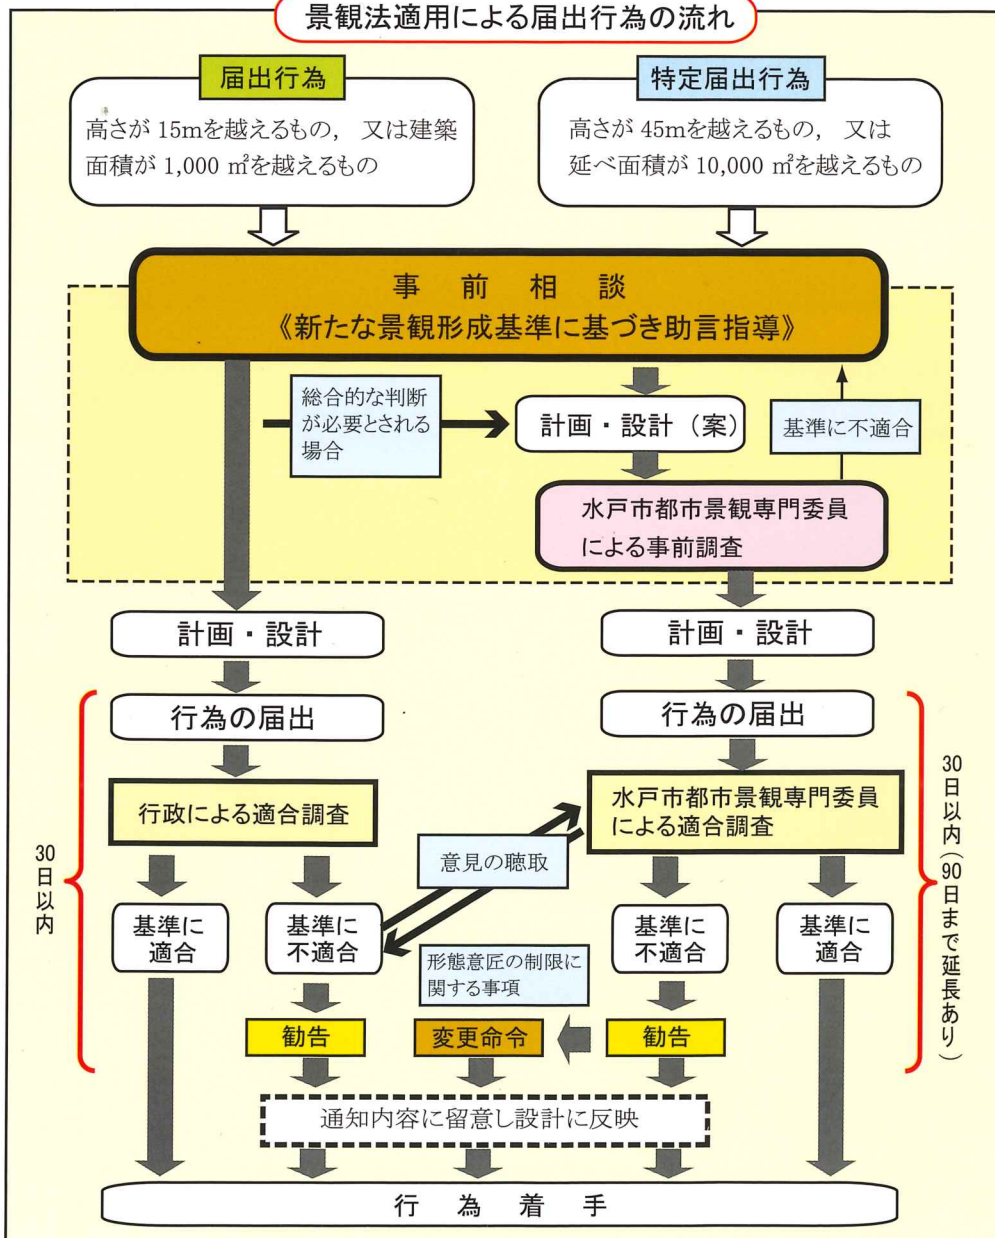 景観法適用による届出行為の流れ
届出行為
高さが 15mを越えるもの, 又は建築
面積が 1,000 ㎡を越えるもの
特定届出行為
高さが 45mを越えるもの, 又は
延べ面積が 10,000 ㎡を越えるもの
事前相談
《新たな景観形成基準に基づき助言指導》
総合的な判断
が必要とされる
場合
計画・設計（案）
基準に不適合
水戸市都市景観専門委員
による事前調査
計画・設計
計画・設計
行為の届出
行為の届出
行政による適合調査
水戸市都市景観専門委員
による適合調査
意見の聴取
30日以内
30日以内（90日まで延長あり）
基準に
適合
基準に
不適合
基準に
不適合
基準に
適合
形態意匠の制限に
関する事項
勧告
変更命令
勧告
通知内容に留意し設計に反映
行為着手